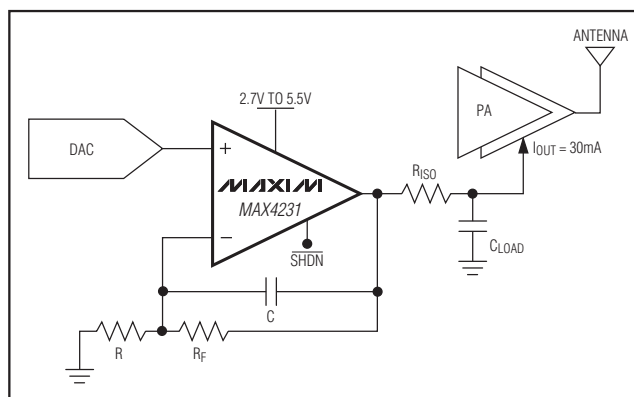 ANTENNA
2.7V TO 5.5V
PA
DAC
+
IOUT = 30mA
RISO
MAXIM
MAX4231
−
CLOAD
SHDN
C
R
RF